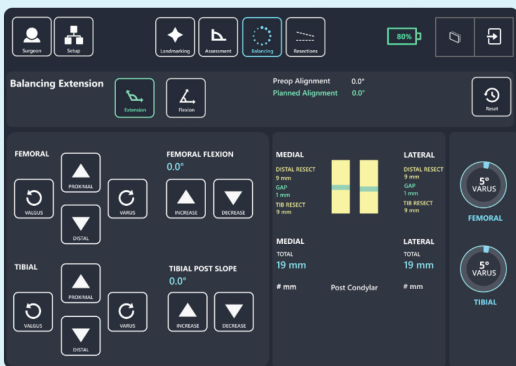 Surgeon
Setup
Landmarking
Assessment
Balancing
Resections
80%
Balancing Extension
Extension
Flexion
Preop Alignment 0.0°
Planned Alignment 0.0°
Reset
FEMORAL
PROXIMAL
VALGUS
VARUS
DISTAL
FEMORAL FLEXION
0.0°
INCREASE
DECREASE
MEDIAL
DISTAL RESECT
9 mm
GAP
1 mm
TIB RESECT
9 mm
LATERAL
DISTAL RESECT
9 mm
GAP
1 mm
TIB RESECT
9 mm
5°
VARUS
FEMORAL
TIBIAL
PROXIMAL
VALGUS
VARUS
DISTAL
TIBIAL POST SLOPE
0.0°
INCREASE
DECREASE
MEDIAL
TOTAL
19 mm
# mm
Post Condylar
LATERAL
TOTAL
19 mm
# mm
5°
VARUS
TIBIAL